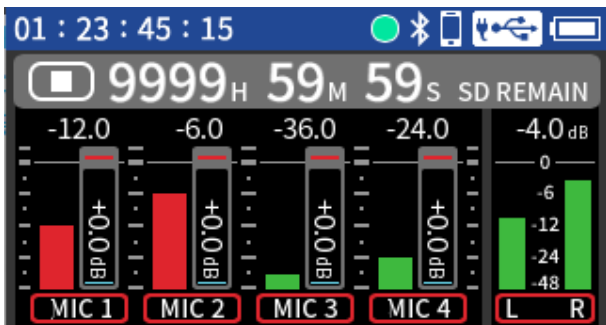 01 : 23 : 45 : 15
9999H 59M 59S SD REMAIN
-12.0 -6.0 -36.0 -24.0 -4.0 dB
0
-6
-12
-24
-48
+0.0dB +0.0dB +0.0dB +0.0dB
MIC 1 MIC 2 MIC 3 MIC 4 L R